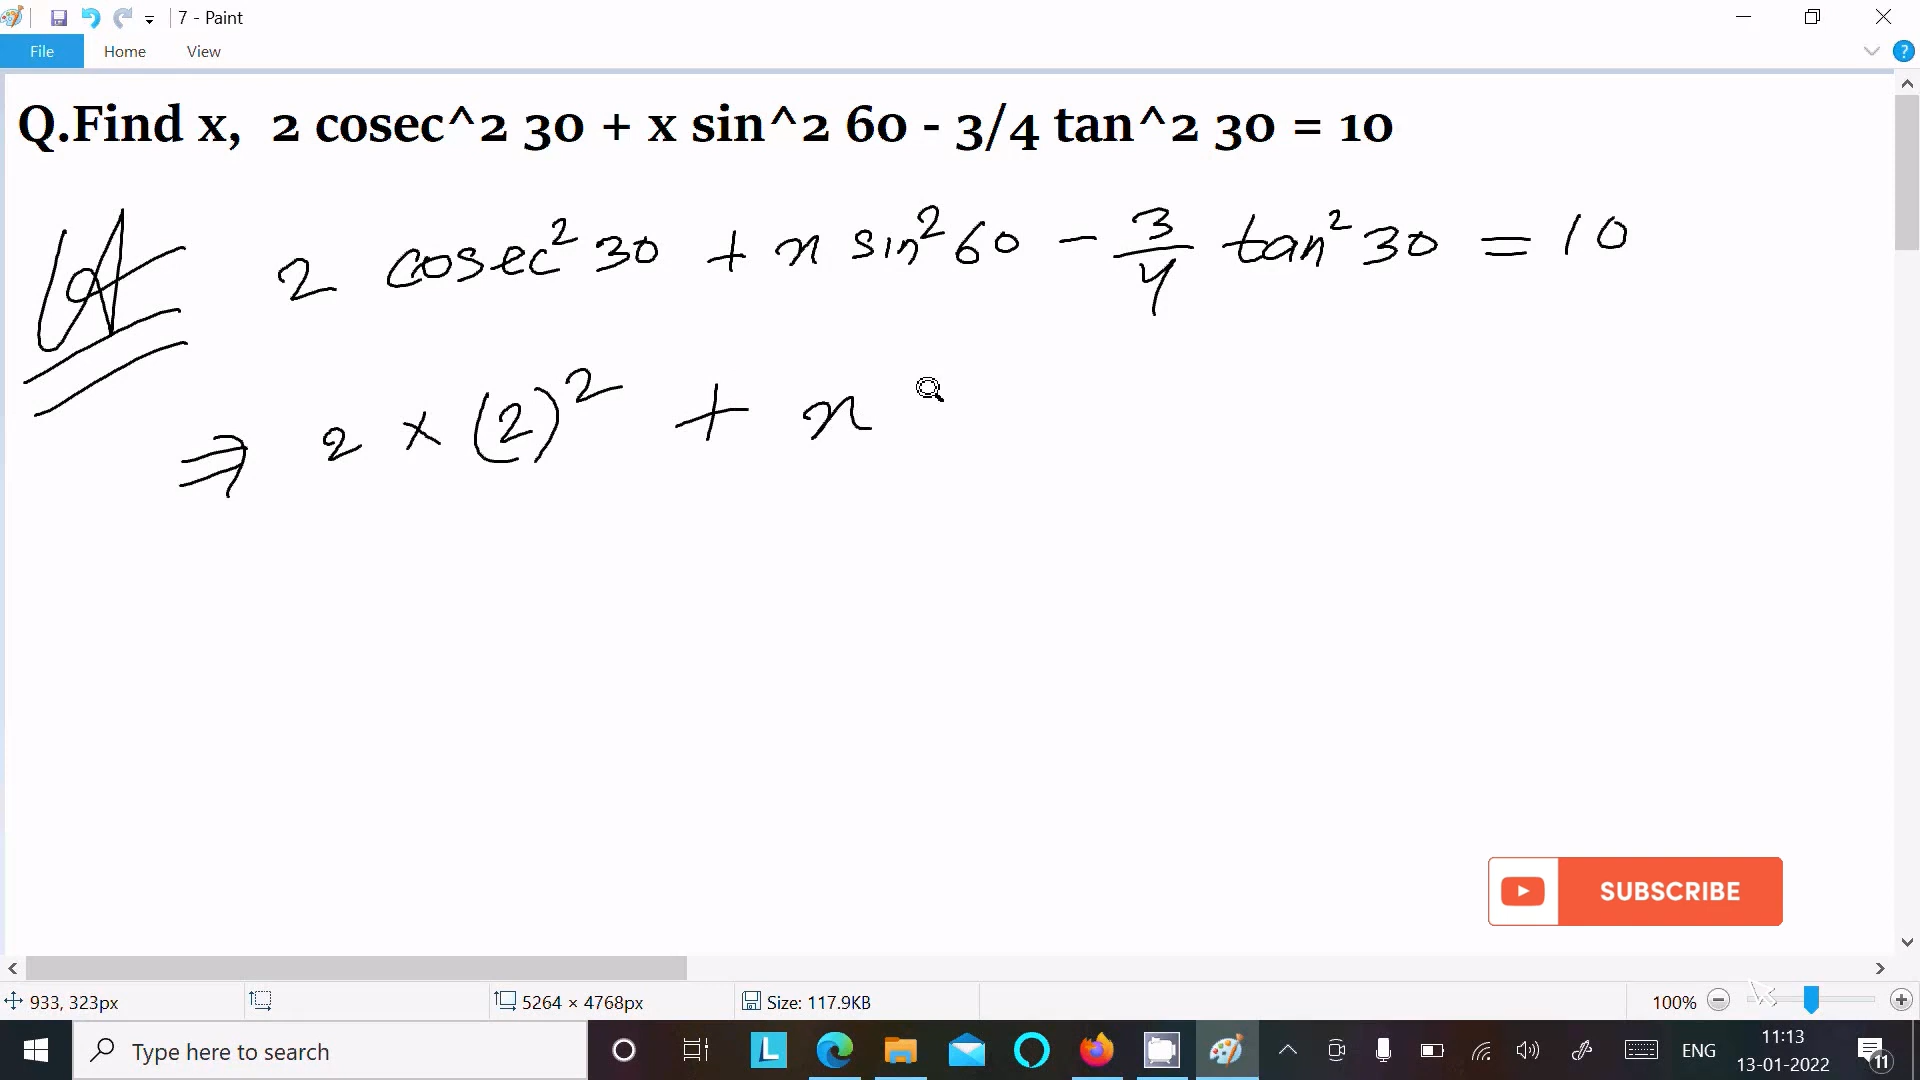 7 - Paint
File Home View
Q.Find x, 2 cosec^2 30 + x sin^2 60 - 3/4 tan^2 30 = 10
2 cosec² 30 + x sin² 60 - 3/4 tan² 30 = 10
⇒ 2 × (2)² + x
SUBSCRIBE
933, 323px 5264 × 4768px Size: 117.9KB 100%
Type here to search
ENG
11:13
13-01-2022
11